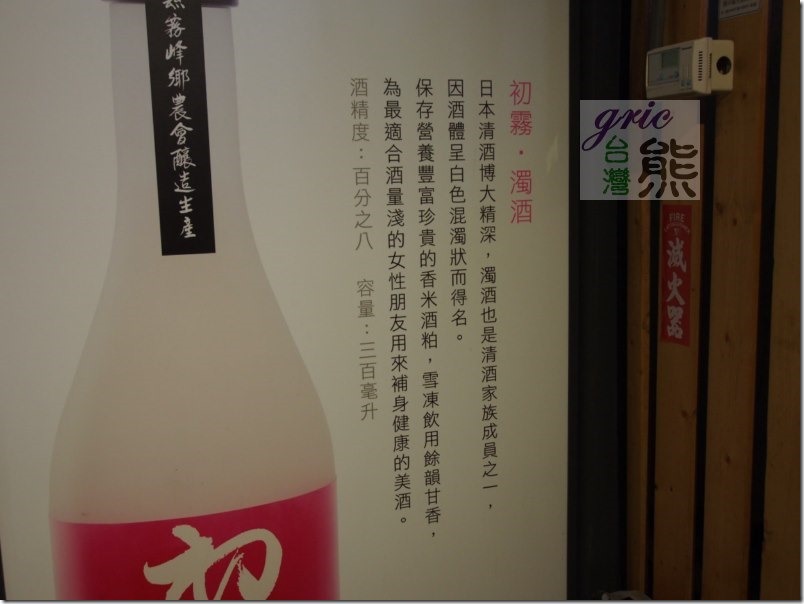 初霧．濁酒
日本清酒博大精深，濁酒也是清酒家族成員之一，
因酒體呈白色混濁狀而得名。
保存營養豐富珍貴的香米酒粕，雪凍飲用餘韻甘香，
為最適合酒量淺的女性朋友用來補身健康的美酒。
酒精度：百分之八　容量：三百毫升
霧峰鄉農會釀造生產
初
gric
台灣
熊
FIRE
滅火器